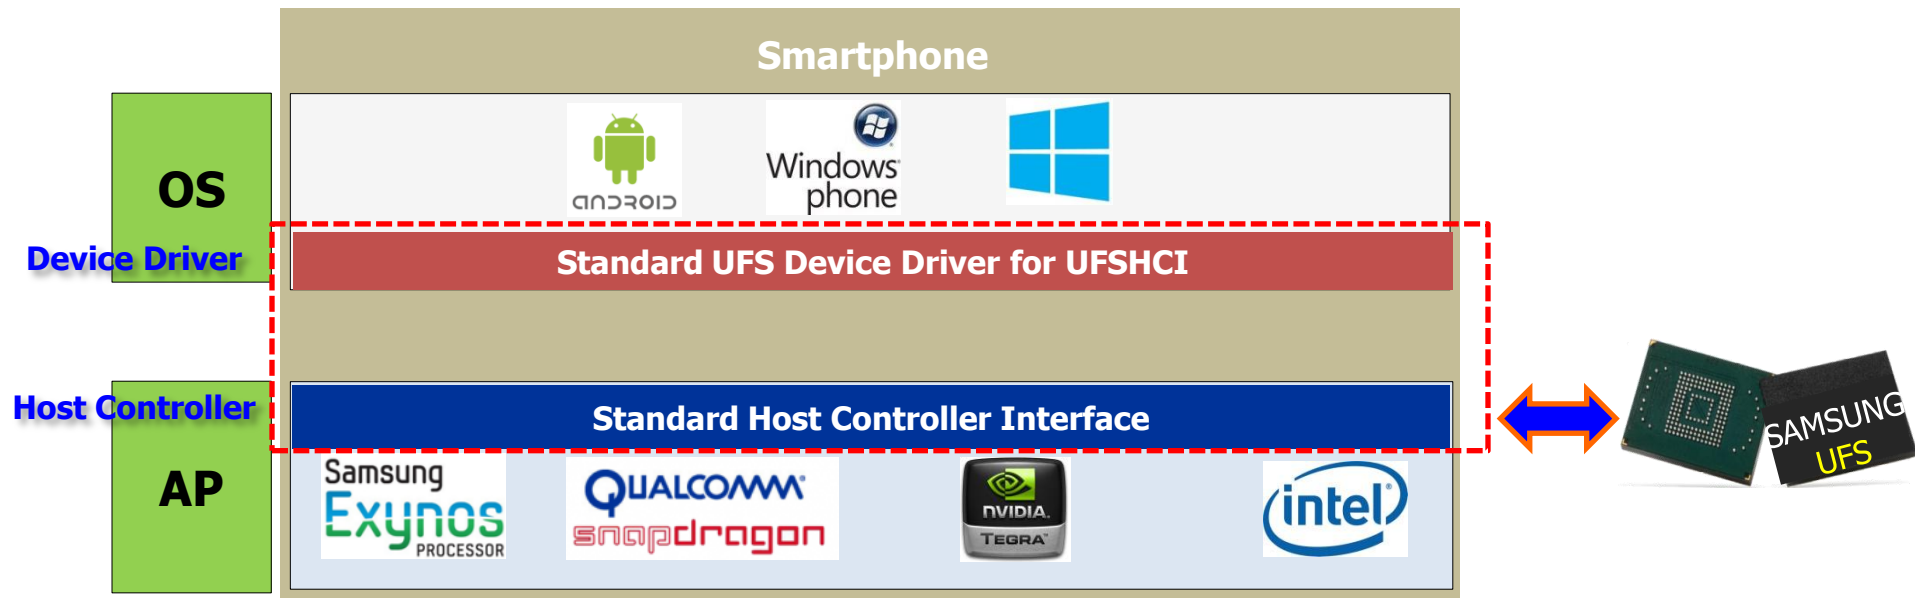 Smartphone
OS
ANDROID
Windows
phone
Device Driver
Standard UFS Device Driver for UFSHCI
Host Controller
Standard Host Controller Interface
AP
Samsung
Exynos
PROCESSOR
QUALCOMM
snapdragon
NVIDIA.
TEGRA
intel
SAMSUNG
UFS